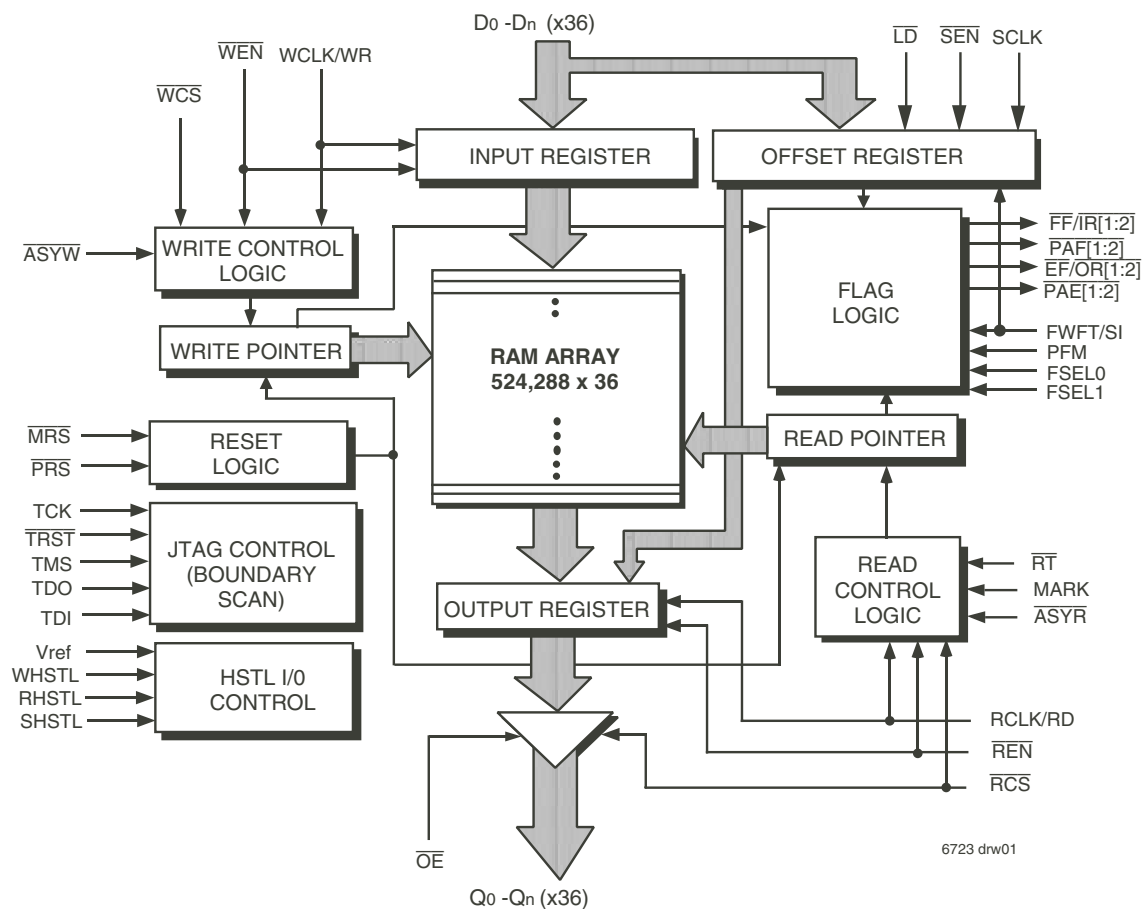 D0 -Dn (x36)
LD SEN SCLK
WEN WCLK/WR
WCS
INPUT REGISTER
OFFSET REGISTER
ASYW
WRITE CONTROL
LOGIC
FF/IR[1:2]
PAF[1:2]
EF/OR[1:2]
PAE[1:2]
FLAG
LOGIC
WRITE POINTER
RAM ARRAY
524,288 x 36
FWFT/SI
PFM
FSEL0
FSEL1
MRS
PRS
RESET
LOGIC
READ POINTER
TCK
TRST
TMS
TDO
TDI
JTAG CONTROL
(BOUNDARY
SCAN)
READ
CONTROL
LOGIC
RT
MARK
ASYR
OUTPUT REGISTER
Vref
WHSTL
RHSTL
SHSTL
HSTL I/0
CONTROL
RCLK/RD
REN
RCS
OE
6723 drw01
Q0 -Qn (x36)